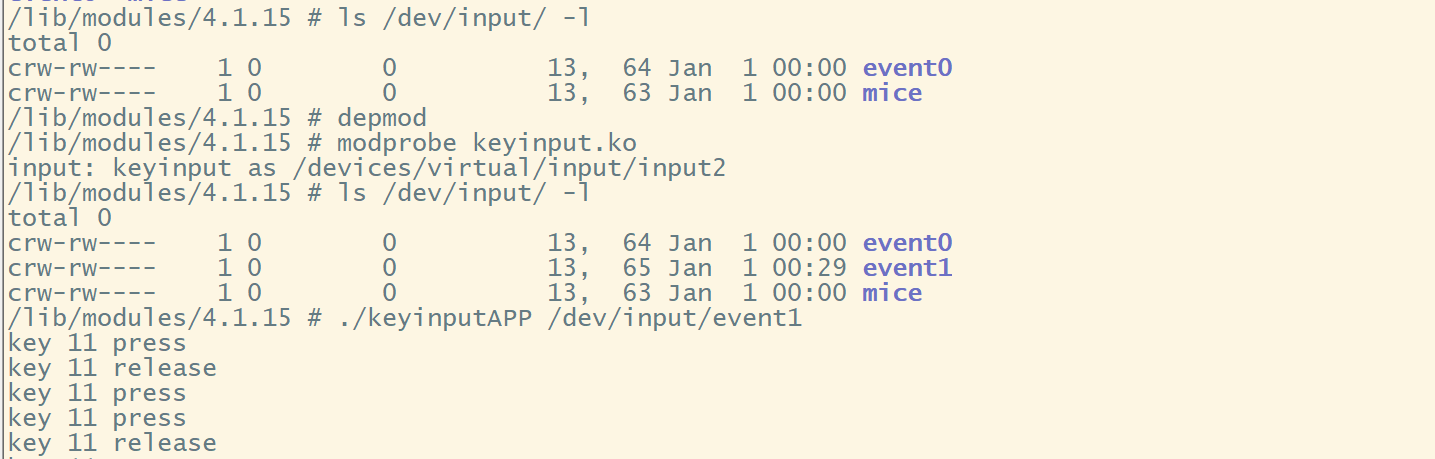 /lib/modules/4.1.15 # ls /dev/input/ -l
total 0
crw-rw---- 1 0 0 13, 64 Jan 1 00:00 event0
crw-rw---- 1 0 0 13, 63 Jan 1 00:00 mice
/lib/modules/4.1.15 # depmod
/lib/modules/4.1.15 # modprobe keyinput.ko
input: keyinput as /devices/virtual/input/input2
/lib/modules/4.1.15 # ls /dev/input/ -l
total 0
crw-rw---- 1 0 0 13, 64 Jan 1 00:00 event0
crw-rw---- 1 0 0 13, 65 Jan 1 00:29 event1
crw-rw---- 1 0 0 13, 63 Jan 1 00:00 mice
/lib/modules/4.1.15 # ./keyinputAPP /dev/input/event1
key 11 press
key 11 release
key 11 press
key 11 press
key 11 release